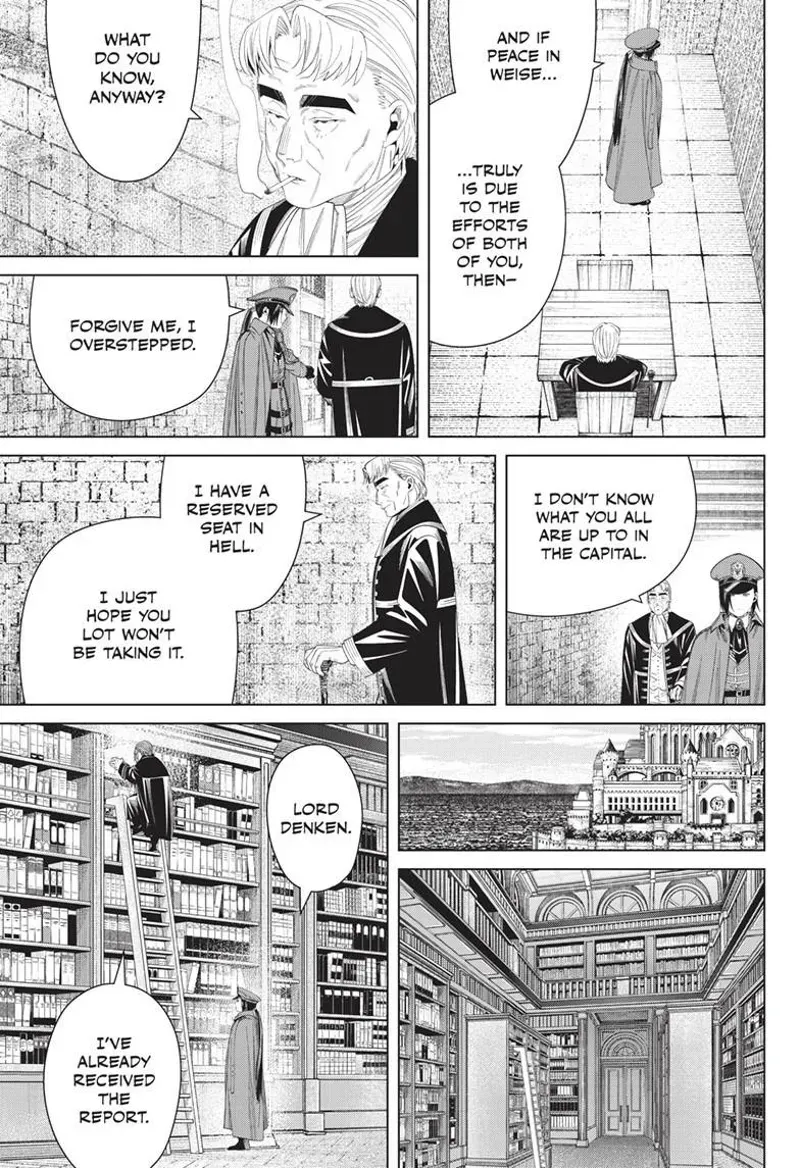 AND IF
PEACE IN
WEISE...
...TRULY
IS DUE
TO THE
EFFORTS
OF BOTH
OF YOU,
THEN–
WHAT
DO YOU
KNOW,
ANYWAY?
FORGIVE ME, I
OVERSTEPPED.
I DON'T KNOW
WHAT YOU ALL
ARE UP TO IN
THE CAPITAL.
I HAVE A
RESERVED
SEAT IN
HELL.
I JUST
HOPE YOU
LOT WON'T
BE TAKING IT.
LORD
DENKEN.
I'VE
ALREADY
RECEIVED
THE
REPORT.